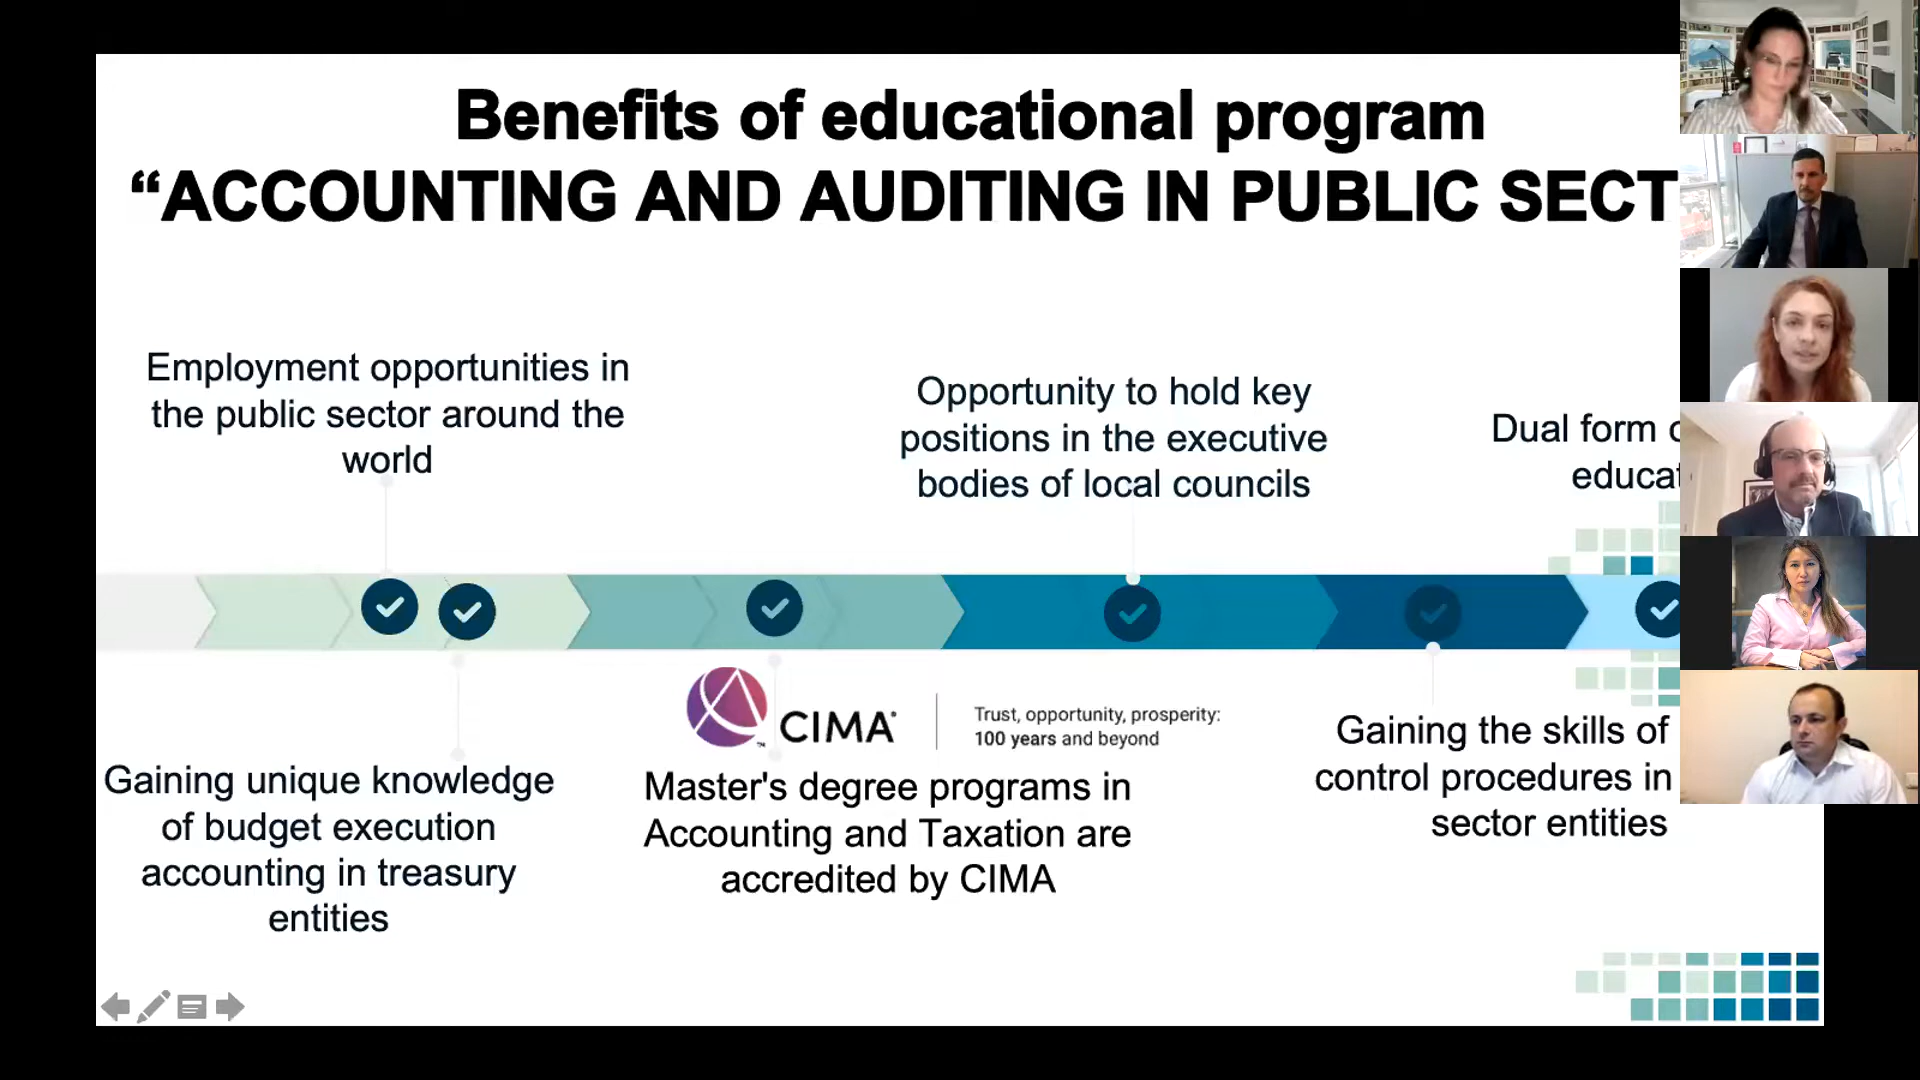 Benefits of educational program
“ACCOUNTING AND AUDITING IN PUBLIC SECT
Employment opportunities in
the public sector around the
world
Opportunity to hold key
positions in the executive
bodies of local councils
Dual form
educat
CIMA
Trust, opportunity, prosperity:
100 years and beyond
Gaining unique knowledge
of budget execution
accounting in treasury
entities
Master's degree programs in
Accounting and Taxation are
accredited by CIMA
Gaining the skills of
control procedures in
sector entities